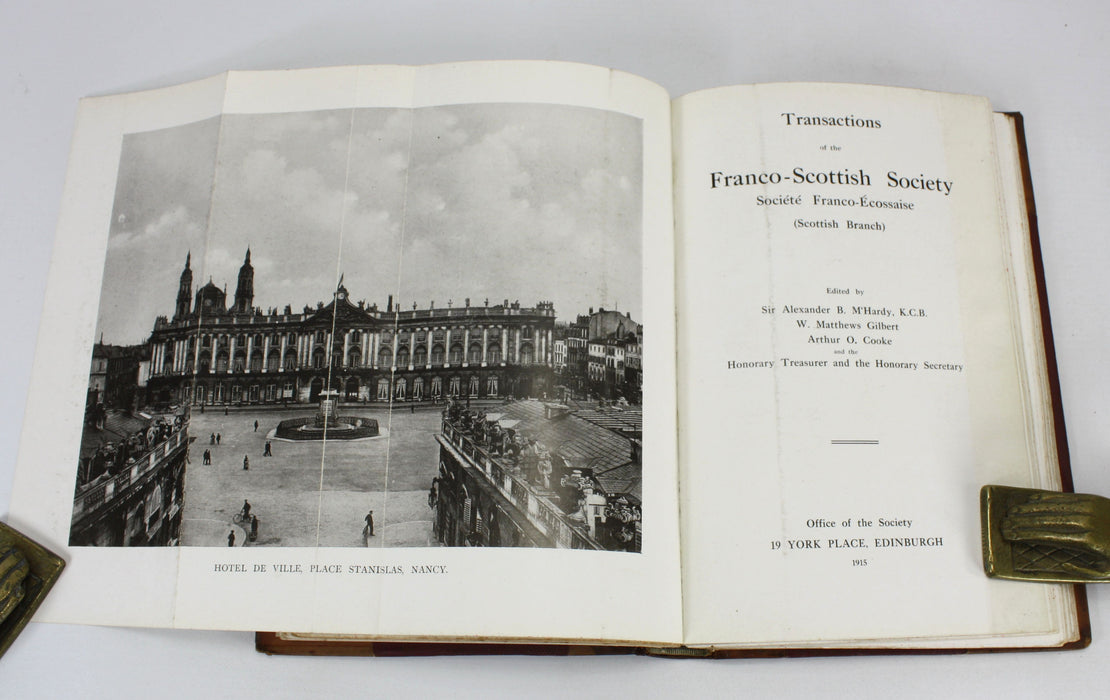 HOTEL DE VILLE, PLACE STANISLAS, NANCY.
Transactions
of the
Franco-Scottish Society
Société Franco-Écossaise
(Scottish Branch)
Edited by
Sir Alexander B. M'Hardy, K.C.B.
W. Matthews Gilbert
Arthur O. Cooke
and the
Honorary Treasurer and the Honorary Secretary
Office of the Society
19 YORK PLACE, EDINBURGH
1915